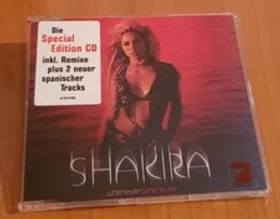 Die
Special
Edition CD
inkl. Remixe
plus 2 neuer
spanischer
Tracks
SHAKIRA
whenever wherever